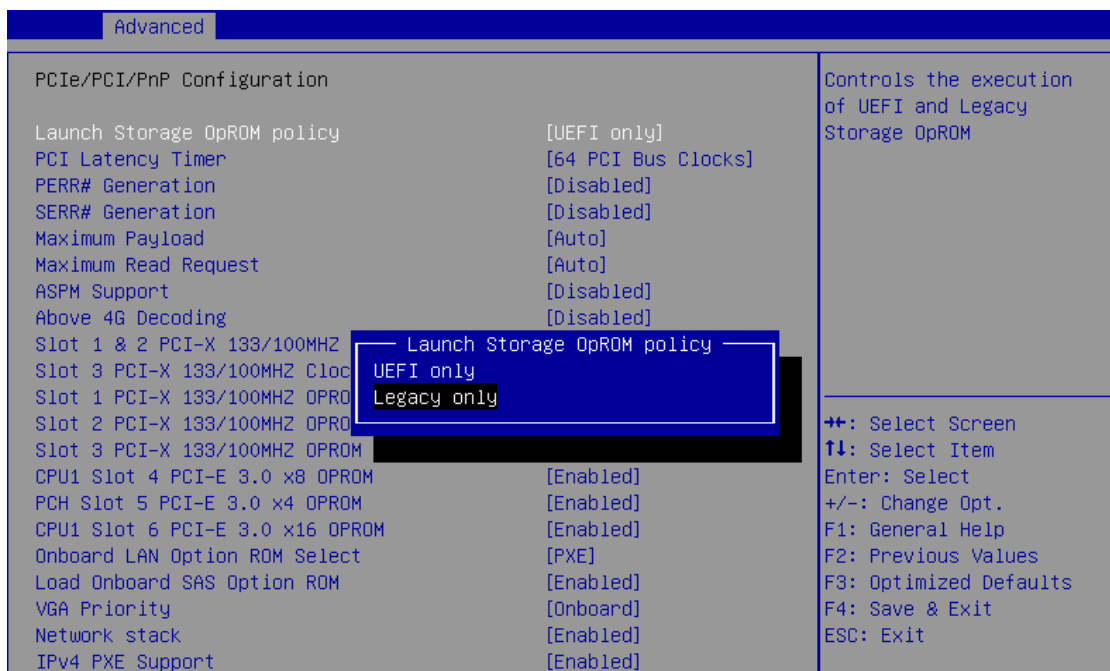 Advanced
PCIe/PCI/PnP Configuration
Launch Storage OpROM policy [UEFI only]
PCI Latency Timer [64 PCI Bus Clocks]
PERR# Generation [Disabled]
SERR# Generation [Disabled]
Maximum Payload [Auto]
Maximum Read Request [Auto]
ASPM Support [Disabled]
Above 4G Decoding [Disabled]
Slot 1 & 2 PCI-X 133/100MHZ
Slot 3 PCI-X 133/100MHZ Cloc
Slot 1 PCI-X 133/100MHZ OPRO
Slot 2 PCI-X 133/100MHZ OPRO
Slot 3 PCI-X 133/100MHZ OPROM
CPU1 Slot 4 PCI-E 3.0 x8 OPROM [Enabled]
PCH Slot 5 PCI-E 3.0 x4 OPROM [Enabled]
CPU1 Slot 6 PCI-E 3.0 x16 OPROM [Enabled]
Onboard LAN Option ROM Select [PXE]
Load Onboard SAS Option ROM [Enabled]
VGA Priority [Onboard]
Network stack [Enabled]
IPv4 PXE Support [Enabled]
Launch Storage OpROM policy
UEFI only
Legacy only
Controls the execution
of UEFI and Legacy
Storage OpROM
→←: Select Screen
↑↓: Select Item
Enter: Select
+/-: Change Opt.
F1: General Help
F2: Previous Values
F3: Optimized Defaults
F4: Save & Exit
ESC: Exit